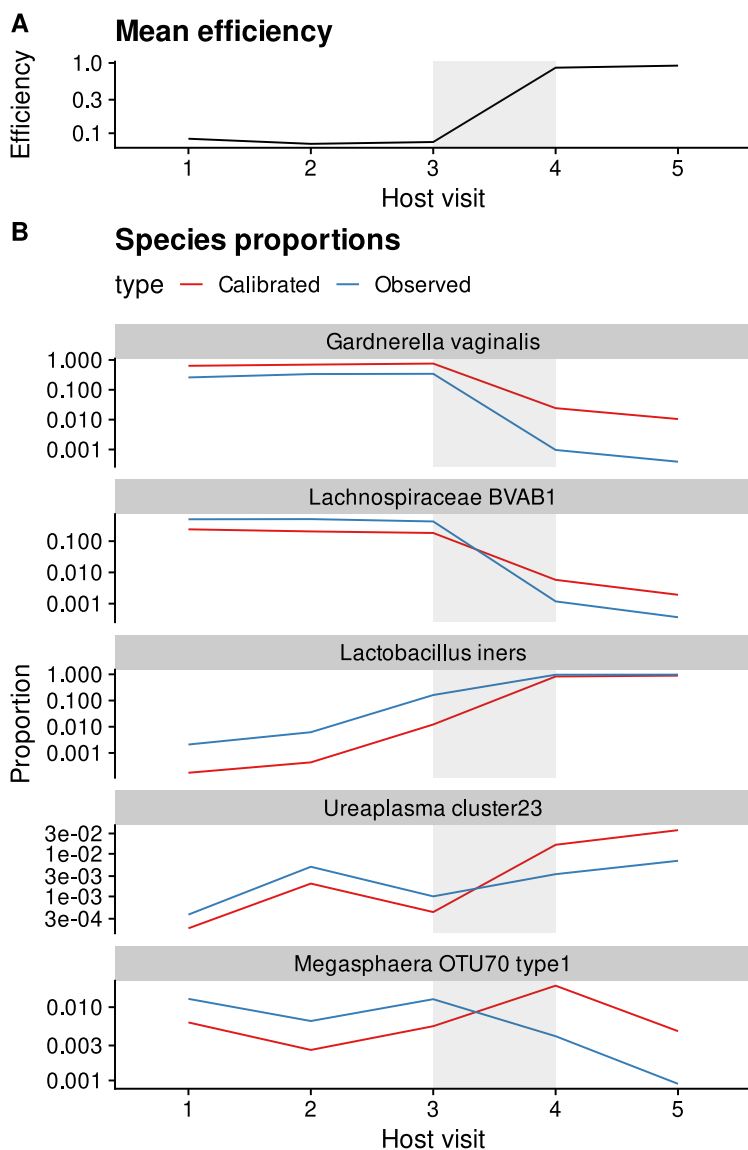 A
Mean efficiency
Efficiency
1.0
0.3
0.1
1 2 3 4 5
Host visit
B
Species proportions
type Calibrated Observed
Proportion
Gardnerella vaginalis
1.000
0.100
0.010
0.001
Lachnospiraceae BVAB1
0.100
0.010
0.001
Lactobacillus iners
1.000
0.100
0.010
0.001
Ureaplasma cluster23
3e-02
1e-02
3e-03
1e-03
3e-04
Megasphaera OTU70 type1
0.010
0.003
0.001
1 2 3 4 5
Host visit